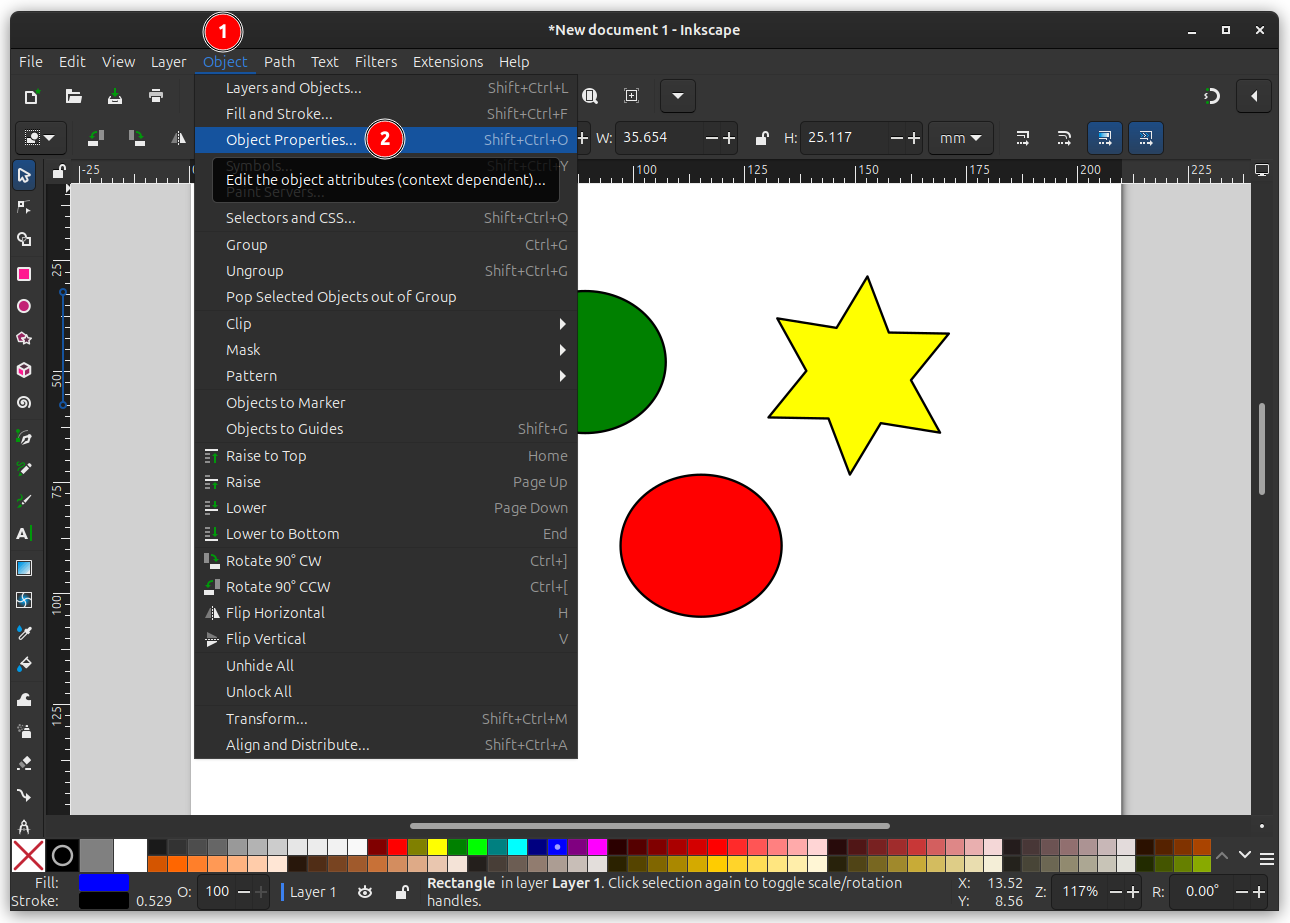 1
*New document 1 - Inkscape
File Edit View Layer Object Path Text Filters Extensions Help
Layers and Objects... Shift+Ctrl+L
Fill and Stroke... Shift+Ctrl+F
Object Properties... 2 Shift+Ctrl+O
W: 35.654 H: 25.117 mm
Symbols... Shift+Ctrl+Y
Edit the object attributes (context dependent)...
Paint Servers...
-25 100 125 150 175 200 225
Selectors and CSS... Shift+Ctrl+Q
Group Ctrl+G
Ungroup Shift+Ctrl+G
Pop Selected Objects out of Group
Clip
Mask
Pattern
Objects to Marker
Objects to Guides Shift+G
Raise to Top Home
Raise Page Up
Lower Page Down
Lower to Bottom End
Rotate 90° CW Ctrl+]
Rotate 90° CCW Ctrl+[
Flip Horizontal H
Flip Vertical V
Unhide All
Unlock All
Transform... Shift+Ctrl+M
Align and Distribute... Shift+Ctrl+A
25
50
75
100
125
Fill:
Stroke: 0.529
O: 100
Layer 1
Rectangle in layer Layer 1. Click selection again to toggle scale/rotation
handles.
X: 13.52
Y: 8.56
Z: 117%
R: 0.00°